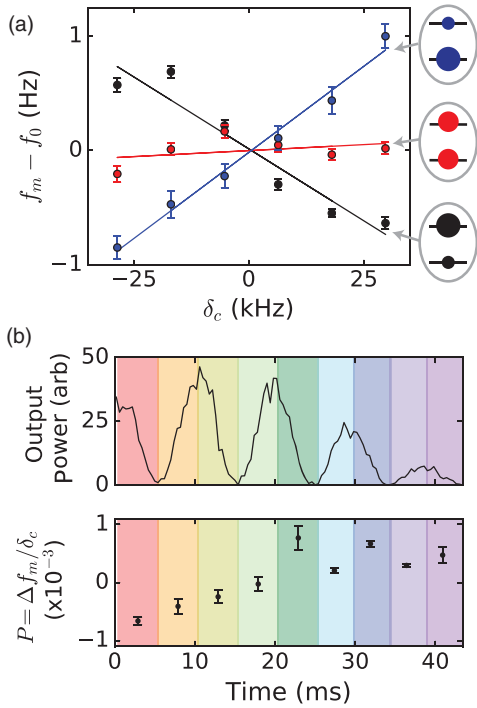 (a)
1
0
−1
f_m − f_0 (Hz)
−25
0
25
δ_c (kHz)
(b)
50
25
0
Output
power (arb)
1
0
−1
P = Δf_m/δ_c
(x10⁻³)
0
10
20
30
40
Time (ms)